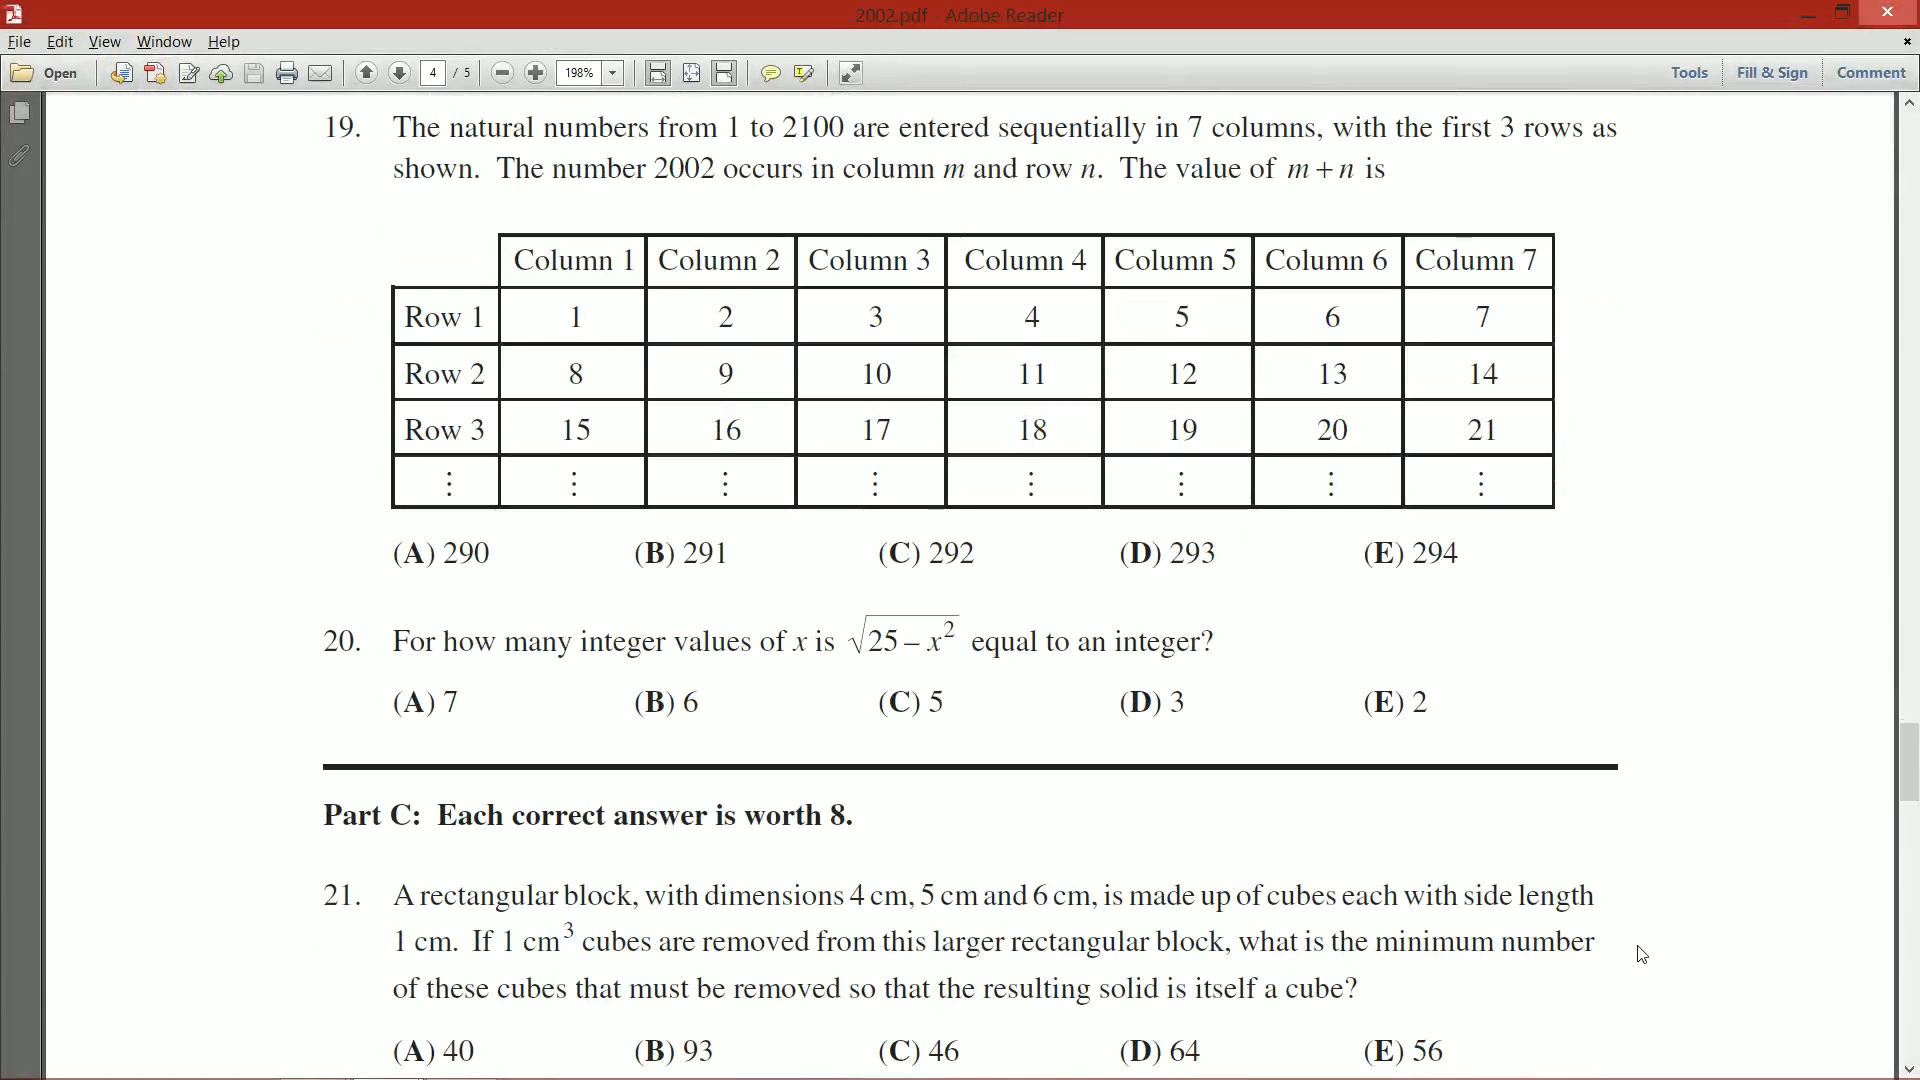 2002.pdf - Adobe Reader
File Edit View Window Help
Open 4 / 5 198% Tools Fill & Sign Comment
19. The natural numbers from 1 to 2100 are entered sequentially in 7 columns, with the first 3 rows as
shown. The number 2002 occurs in column m and row n. The value of m + n is
Column 1 Column 2 Column 3 Column 4 Column 5 Column 6 Column 7
Row 1 1 2 3 4 5 6 7
Row 2 8 9 10 11 12 13 14
Row 3 15 16 17 18 19 20 21
⋮ ⋮ ⋮ ⋮ ⋮ ⋮ ⋮ ⋮
(A) 290 (B) 291 (C) 292 (D) 293 (E) 294
20. For how many integer values of x is √25 – x² equal to an integer?
(A) 7 (B) 6 (C) 5 (D) 3 (E) 2
Part C: Each correct answer is worth 8.
21. A rectangular block, with dimensions 4 cm, 5 cm and 6 cm, is made up of cubes each with side length
1 cm. If 1 cm³ cubes are removed from this larger rectangular block, what is the minimum number
of these cubes that must be removed so that the resulting solid is itself a cube?
(A) 40 (B) 93 (C) 46 (D) 64 (E) 56